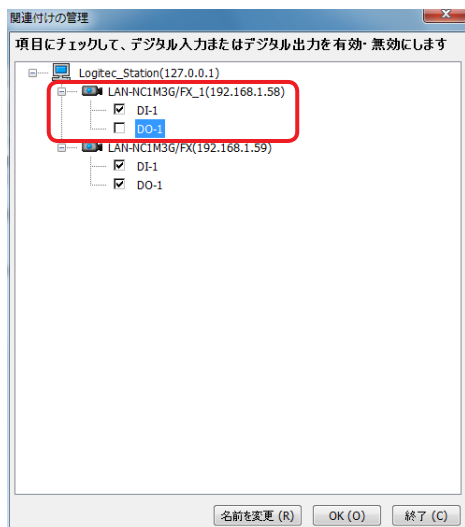 関連付けの管理
項目にチェックして、デジタル入力またはデジタル出力を有効・無効にします
Logitec_Station(127.0.0.1)
LAN-NC1M3G/FX_1(192.168.1.58)
DI-1
DO-1
LAN-NC1M3G/FX(192.168.1.59)
DI-1
DO-1
名前を変更 (R) OK (O) 終了 (C)